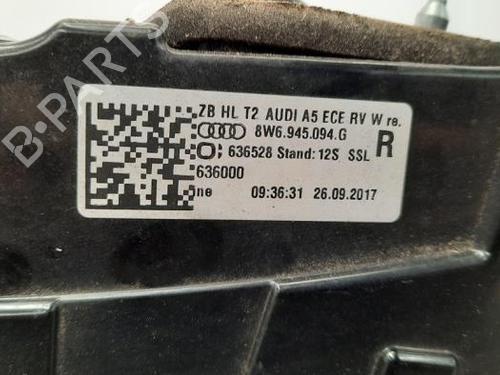 ZB HL T2 AUDI A5 ECE RV W re.
8W6.945.094.G
636528 Stand: 12S SSL R
636000
ne 09:36:31 26.09.2017
B-PARTS